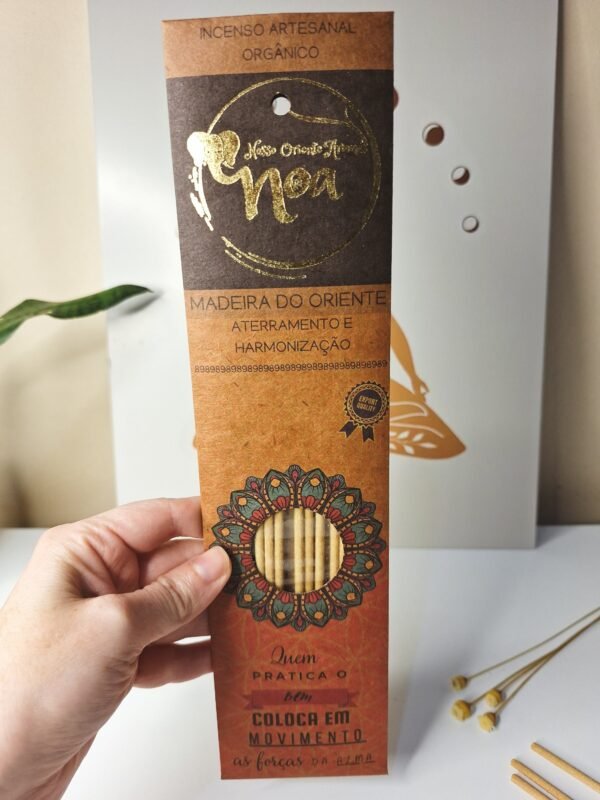 INCENSO ARTESANAL
ORGÂNICO
Nosso Oriente Aroma's
Noa
MADEIRA DO ORIENTE
ATERRAMENTO E
HARMONIZAÇÃO
EXPORT
QUALITY
Quem
PRATICA O
bem
COLOCA EM
MOVIMENTO
as forças DA ALMA